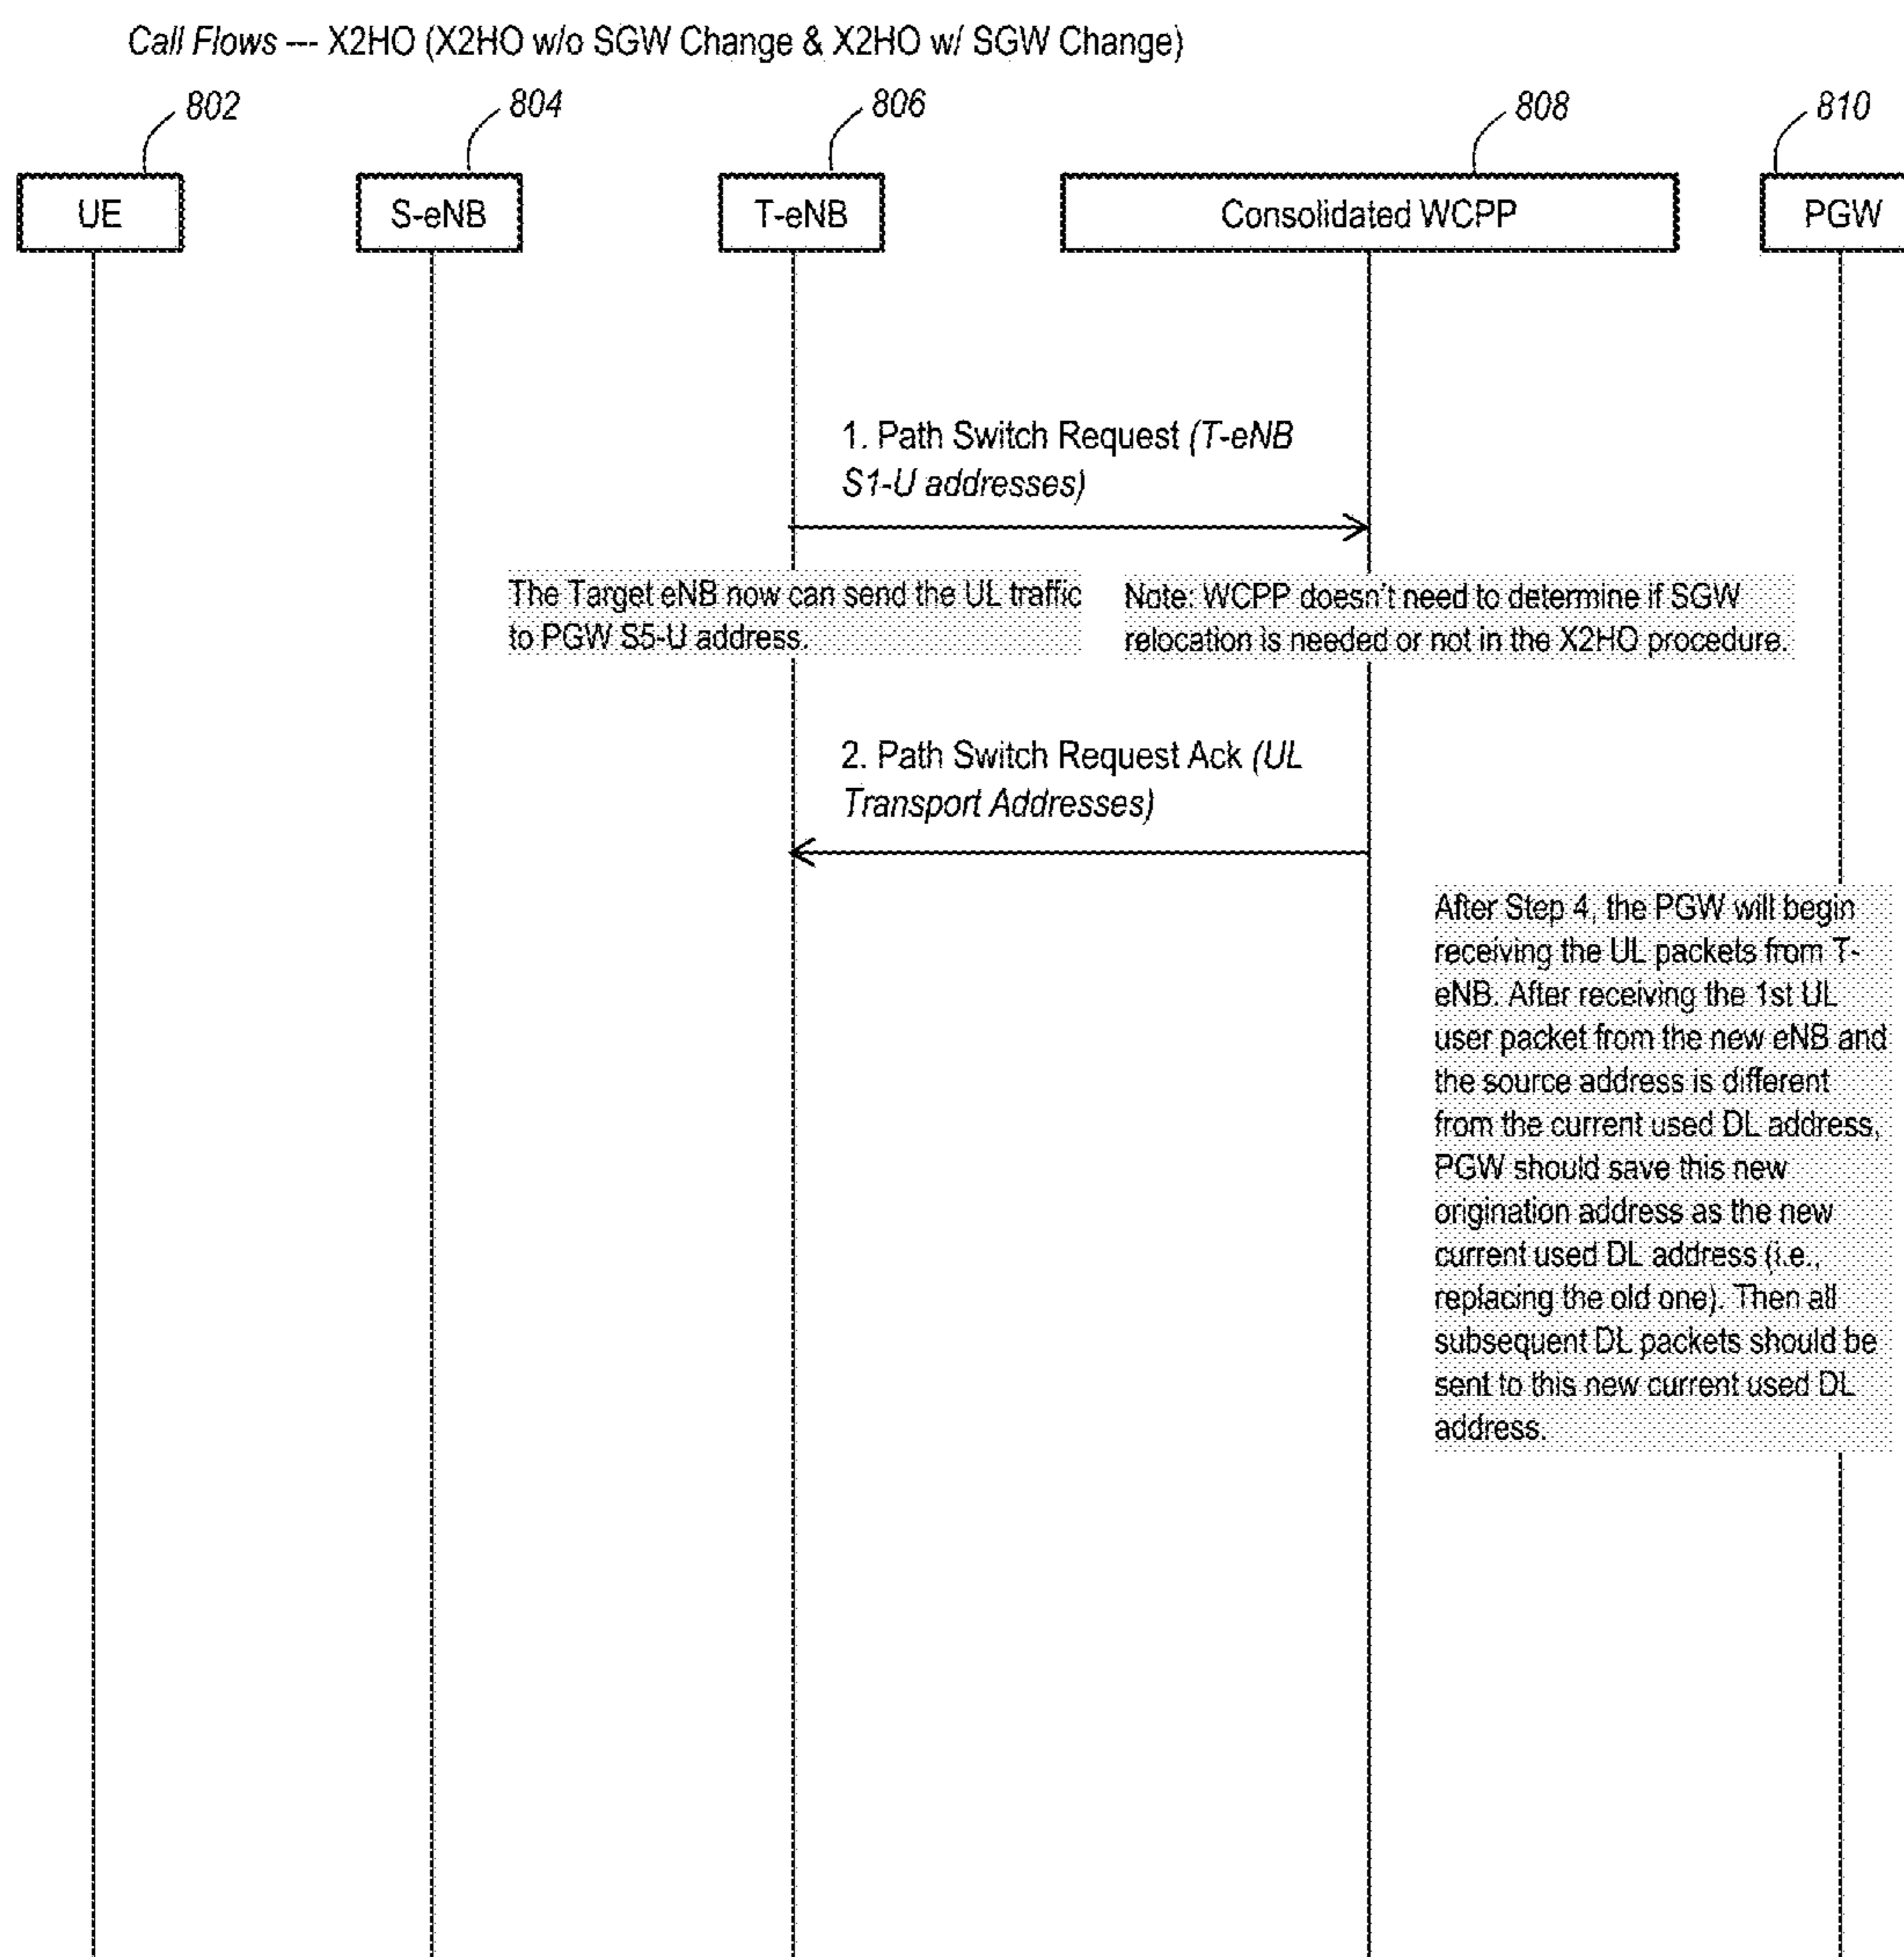 Call Flows --- X2HO (X2HO w/o SGW Change & X2HO w/ SGW Change)
802
804
806
808
810
UE
S-eNB
T-eNB
Consolidated WCPP
PGW
1. Path Switch Request (T-eNB
S1-U addresses)
The Target eNB now can send the UL traffic
to PGW S5-U address.
Note: WCPP doesn't need to determine if SGW
relocation is needed or not in the X2HO procedure.
2. Path Switch Request Ack (UL
Transport Addresses)
After Step 4, the PGW will begin
receiving the UL packets from T-
eNB. After receiving the 1st UL
user packet from the new eNB and
the source address is different
from the current used DL address,
PGW should save this new
origination address as the new
current used DL address (i.e.,
replacing the old one). Then all
subsequent DL packets should be
sent to this new current used DL
address.